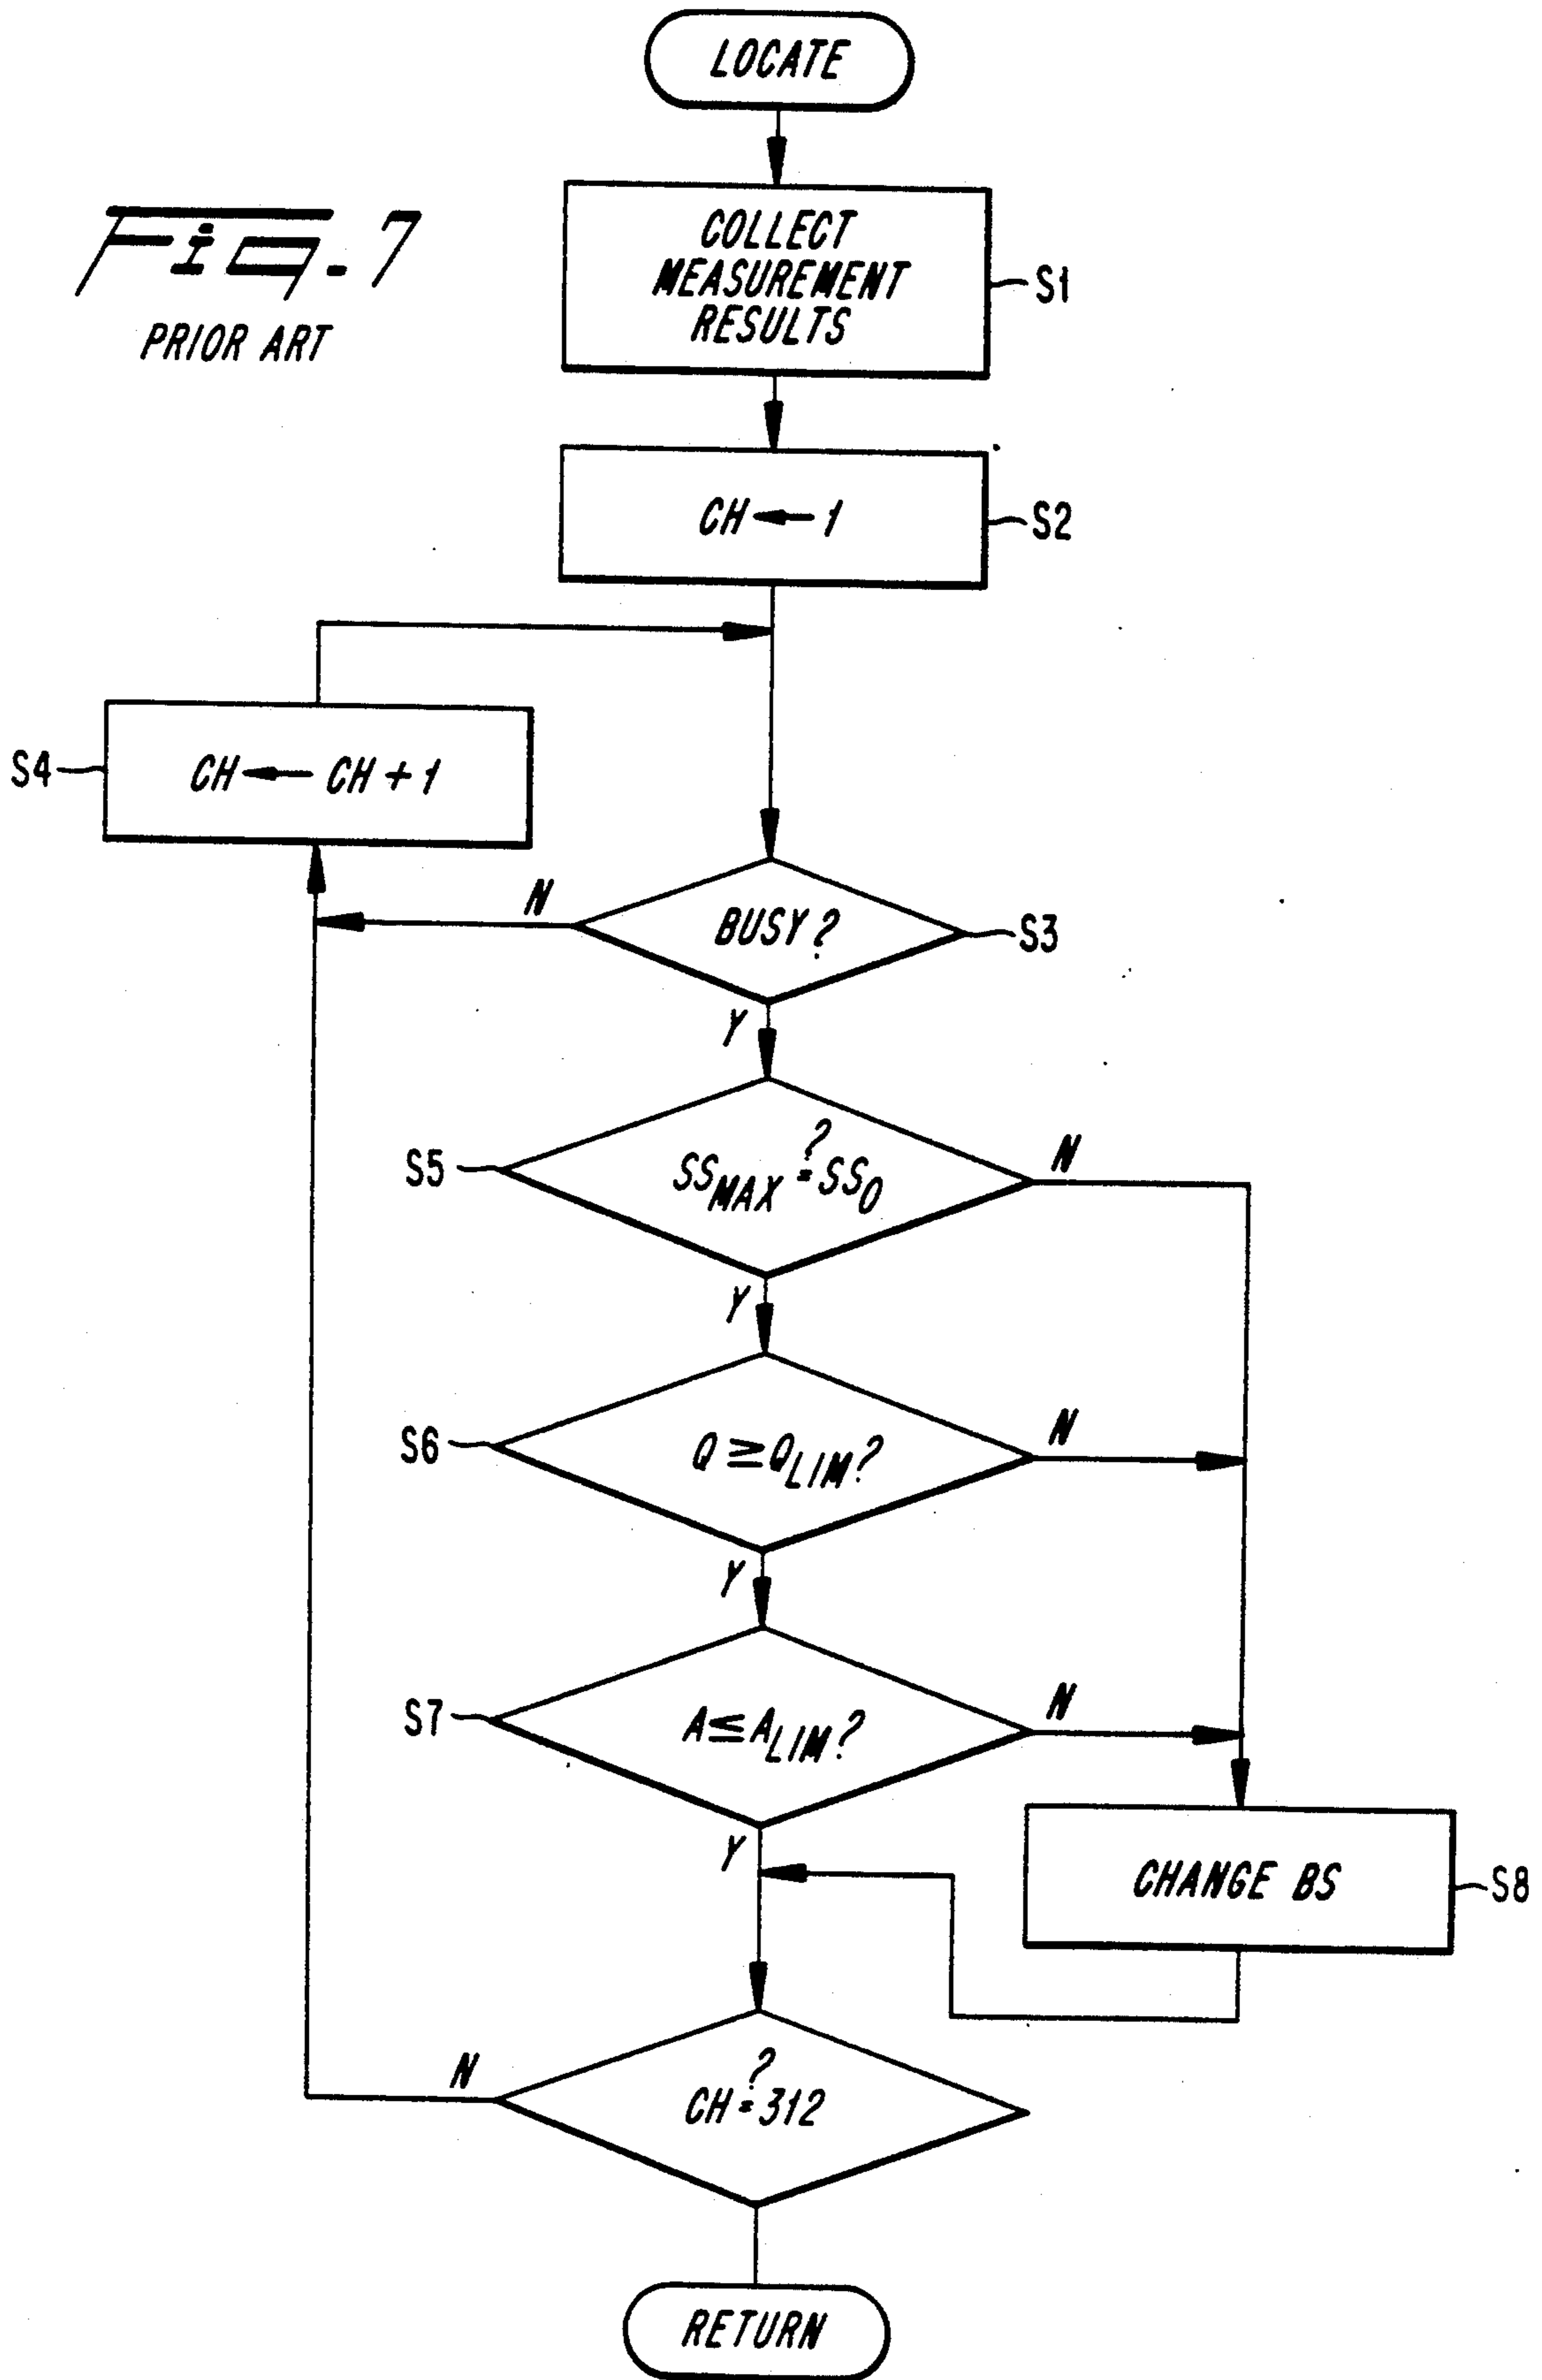 LOCATE
Fig. 7
PRIOR ART
COLLECT
MEASUREMENT
RESULTS
S1
CH ← 1
S2
S4
CH ← CH + 1
N
BUSY?
S3
Y
S5
?
SS_MAX = SS_0
N
Y
S6
Q ≥ Q_LIM?
N
Y
S7
A ≤ A_LIM?
N
Y
CHANGE BS
S8
N
?
CH = 312
RETURN